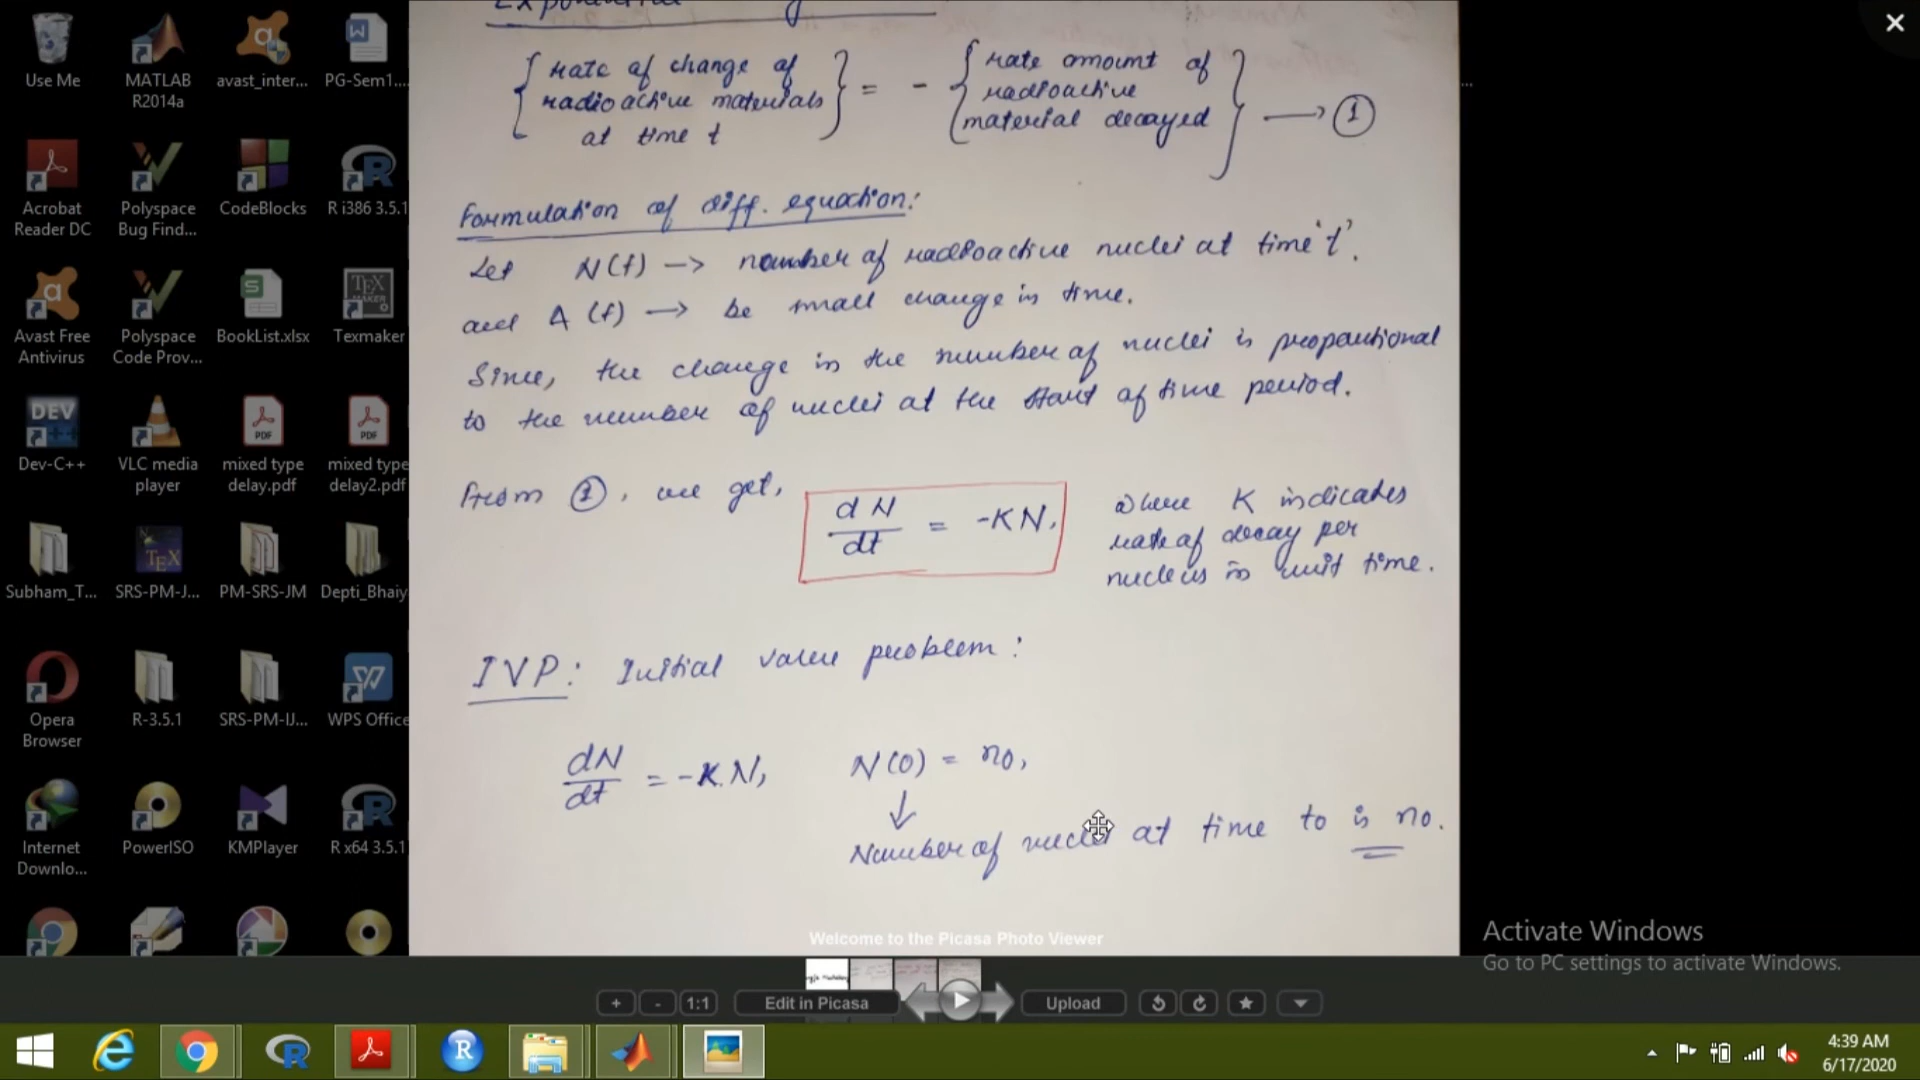 Exponential
{ rate of change of radioactive materials at time t } = - { rate amount of radioactive material decayed } → ①
Formulation of diff. equation:
Let N(t) → number of radioactive nuclei at time 't'.
and Δ(t) → be small change in time.
Since, the change in the number of nuclei is propautional
to the number of nuclei at the start of time period.
From ①, we get, dN/dt = -KN, where K indicates
rate of decay per
nucleus in unit time.
IVP: Initial value problem:
dN/dt = -K.N, N(0) = n0,
↓
Number of nuclei at time to is n0.
Welcome to the Picasa Photo Viewer
+ - 1:1 Edit in Picasa Upload
Use Me
MATLAB R2014a
avast_inter...
PG-Sem1....
Acrobat Reader DC
Polyspace Bug Find...
CodeBlocks
R i386 3.5.1
Avast Free Antivirus
Polyspace Code Prov...
BookList.xlsx
Texmaker
Dev-C++
VLC media player
mixed type delay.pdf
mixed type delay2.pdf
Subham_T...
SRS-PM-J...
PM-SRS-JM
Depti_Bhaiy
Opera Browser
R-3.5.1
SRS-PM-IJ...
WPS Office
Internet Downlo...
PowerISO
KMPlayer
R x64 3.5.1
Activate Windows
Go to PC settings to activate Windows.
4:39 AM
6/17/2020